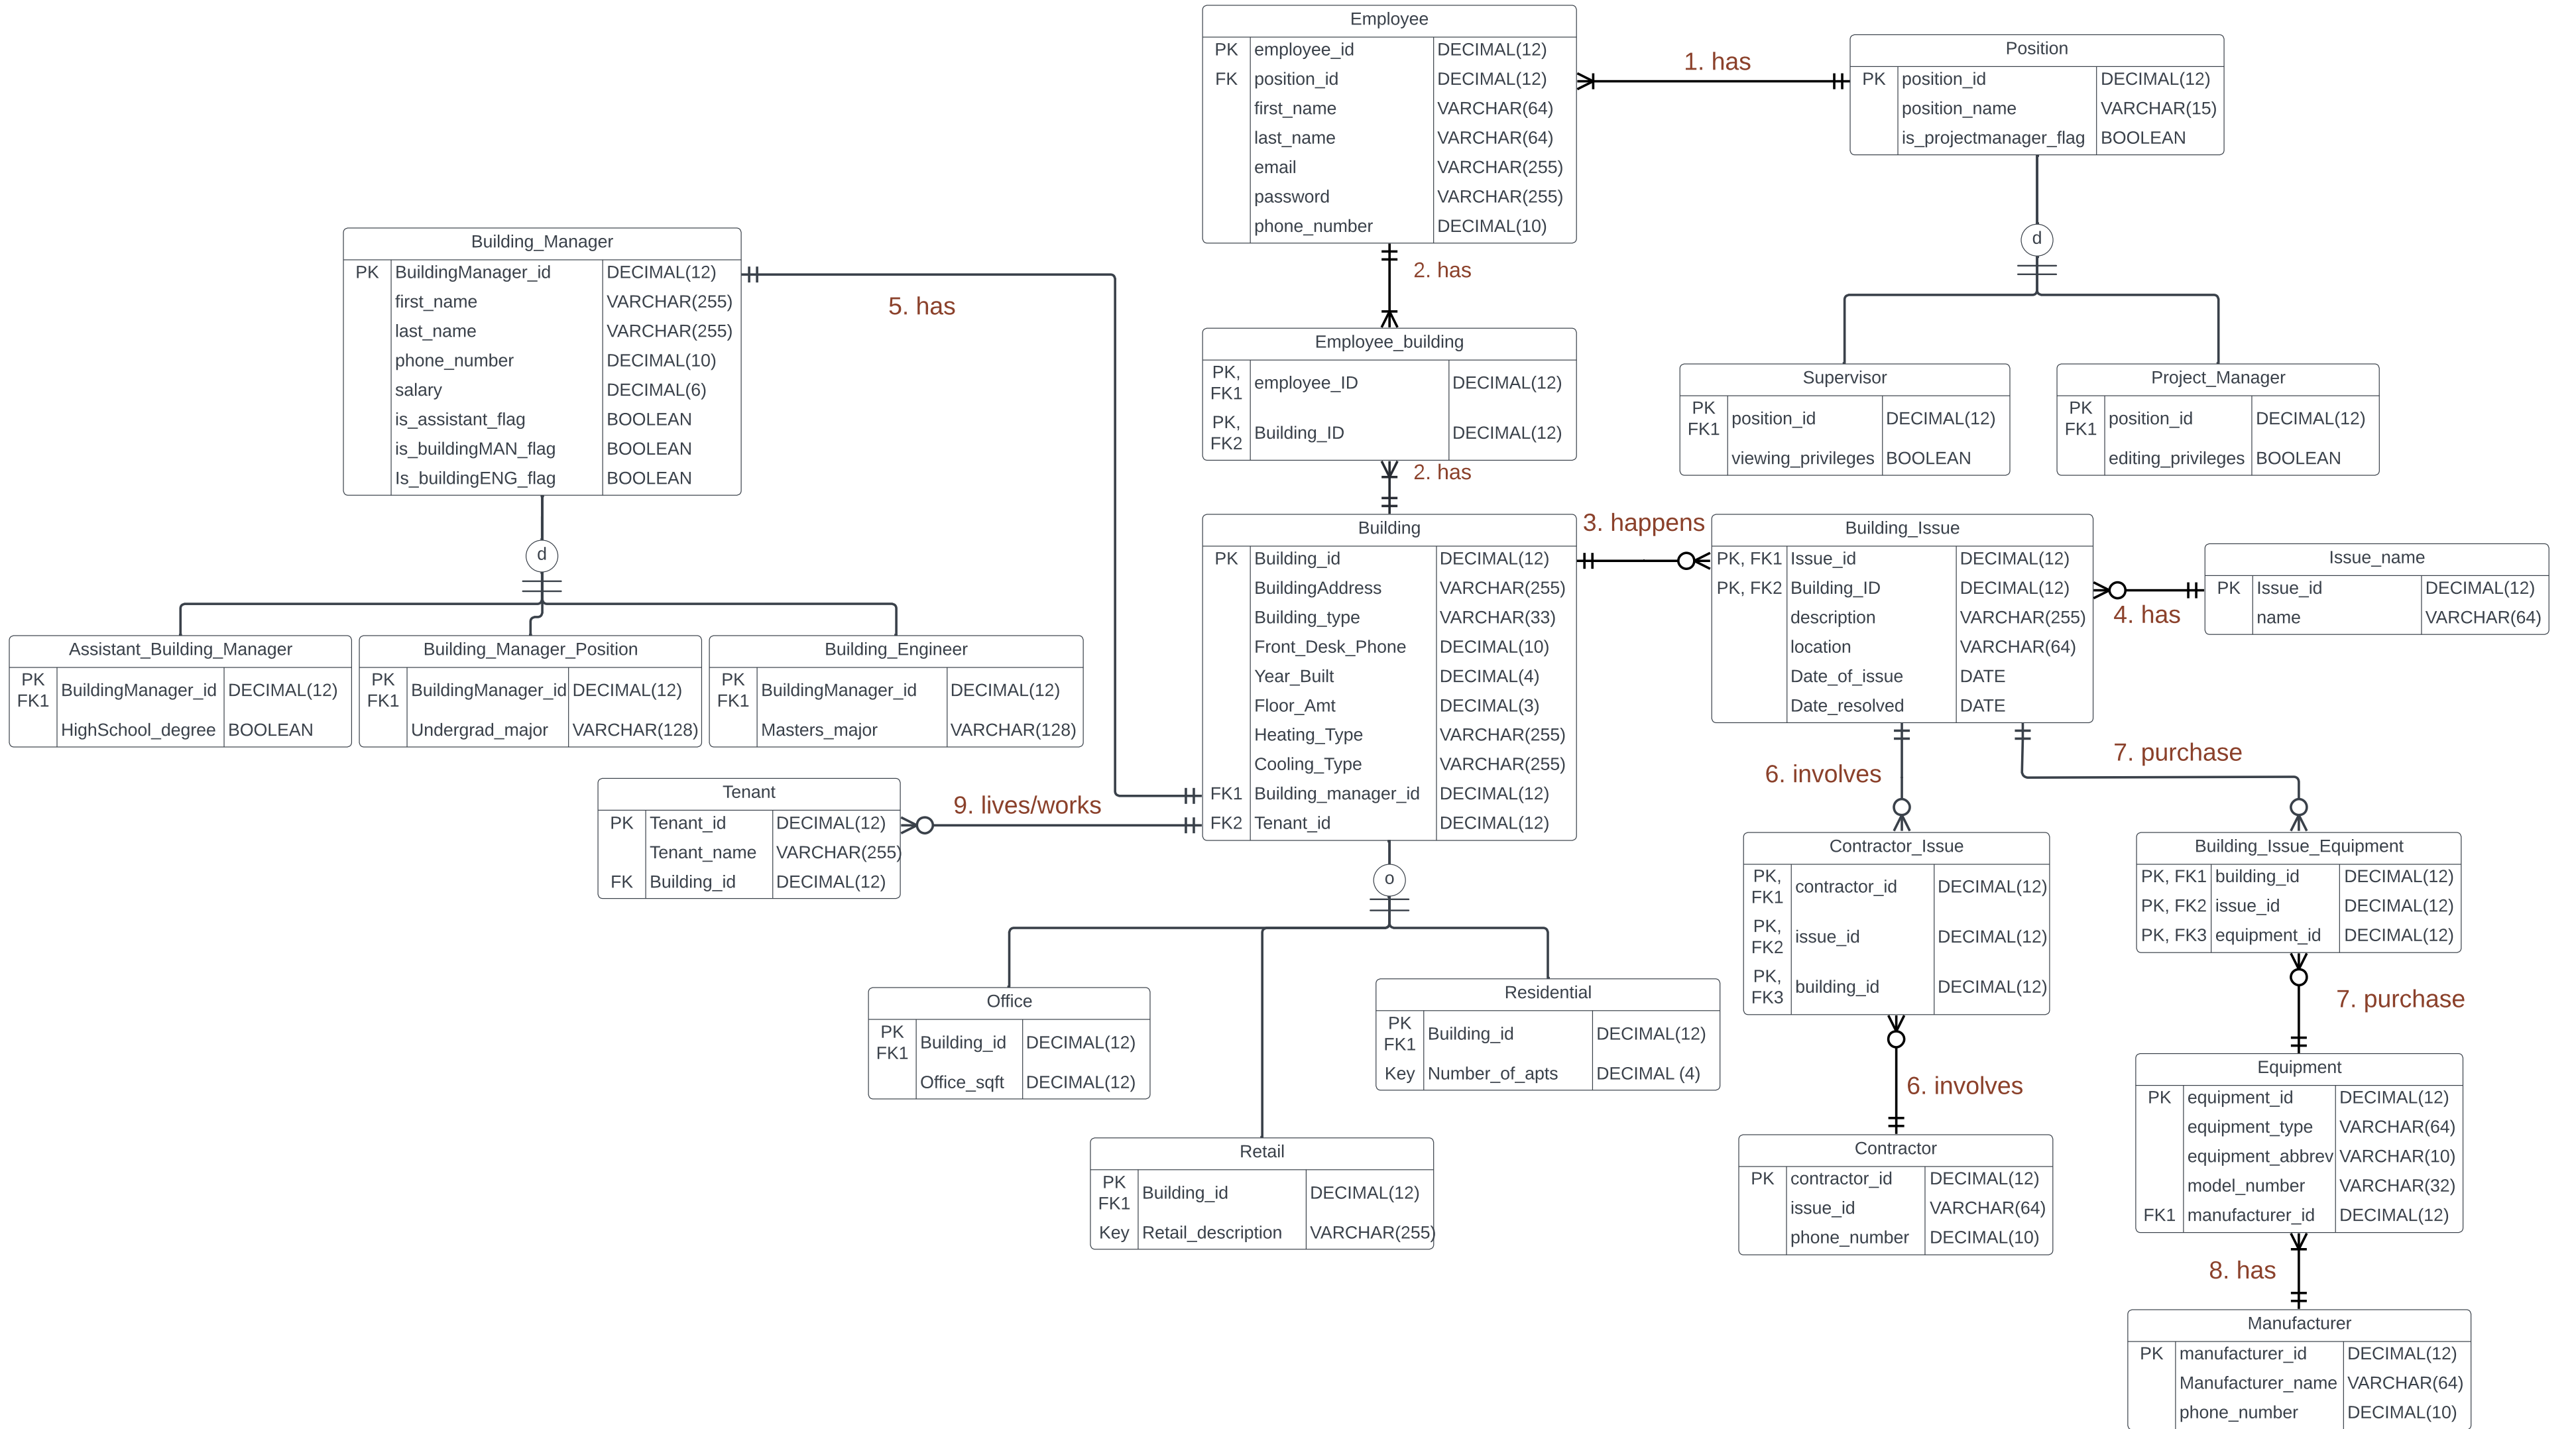 Employee
PK employee_id DECIMAL(12)
FK position_id DECIMAL(12)
first_name VARCHAR(64)
last_name VARCHAR(64)
email VARCHAR(255)
password VARCHAR(255)
phone_number DECIMAL(10)
1. has
Position
PK position_id DECIMAL(12)
position_name VARCHAR(15)
is_projectmanager_flag BOOLEAN
d
Supervisor
PK
FK1 position_id DECIMAL(12)
viewing_privileges BOOLEAN
Project_Manager
PK
FK1 position_id DECIMAL(12)
editing_privileges BOOLEAN
2. has
Employee_building
PK,
FK1 employee_ID DECIMAL(12)
PK,
FK2 Building_ID DECIMAL(12)
2. has
Building_Manager
PK BuildingManager_id DECIMAL(12)
first_name VARCHAR(255)
last_name VARCHAR(255)
phone_number DECIMAL(10)
salary DECIMAL(6)
is_assistant_flag BOOLEAN
is_buildingMAN_flag BOOLEAN
Is_buildingENG_flag BOOLEAN
5. has
d
Assistant_Building_Manager
PK
FK1 BuildingManager_id DECIMAL(12)
HighSchool_degree BOOLEAN
Building_Manager_Position
PK
FK1 BuildingManager_id DECIMAL(12)
Undergrad_major VARCHAR(128)
Building_Engineer
PK
FK1 BuildingManager_id DECIMAL(12)
Masters_major VARCHAR(128)
Building
PK Building_id DECIMAL(12)
BuildingAddress VARCHAR(255)
Building_type VARCHAR(33)
Front_Desk_Phone DECIMAL(10)
Year_Built DECIMAL(4)
Floor_Amt DECIMAL(3)
Heating_Type VARCHAR(255)
Cooling_Type VARCHAR(255)
FK1 Building_manager_id DECIMAL(12)
FK2 Tenant_id DECIMAL(12)
3. happens
Building_Issue
PK, FK1 Issue_id DECIMAL(12)
PK, FK2 Building_ID DECIMAL(12)
description VARCHAR(255)
location VARCHAR(64)
Date_of_issue DATE
Date_resolved DATE
4. has
Issue_name
PK Issue_id DECIMAL(12)
name VARCHAR(64)
Tenant
PK Tenant_id DECIMAL(12)
Tenant_name VARCHAR(255)
FK Building_id DECIMAL(12)
9. lives/works
o
Office
PK
FK1 Building_id DECIMAL(12)
Office_sqft DECIMAL(12)
Retail
PK
FK1 Building_id DECIMAL(12)
Key Retail_description VARCHAR(255)
Residential
PK
FK1 Building_id DECIMAL(12)
Key Number_of_apts DECIMAL (4)
6. involves
7. purchase
Contractor_Issue
PK,
FK1 contractor_id DECIMAL(12)
PK,
FK2 issue_id DECIMAL(12)
PK,
FK3 building_id DECIMAL(12)
6. involves
Contractor
PK contractor_id DECIMAL(12)
issue_id VARCHAR(64)
phone_number DECIMAL(10)
Building_Issue_Equipment
PK, FK1 building_id DECIMAL(12)
PK, FK2 issue_id DECIMAL(12)
PK, FK3 equipment_id DECIMAL(12)
7. purchase
Equipment
PK equipment_id DECIMAL(12)
equipment_type VARCHAR(64)
equipment_abbrev VARCHAR(10)
model_number VARCHAR(32)
FK1 manufacturer_id DECIMAL(12)
8. has
Manufacturer
PK manufacturer_id DECIMAL(12)
Manufacturer_name VARCHAR(64)
phone_number DECIMAL(10)